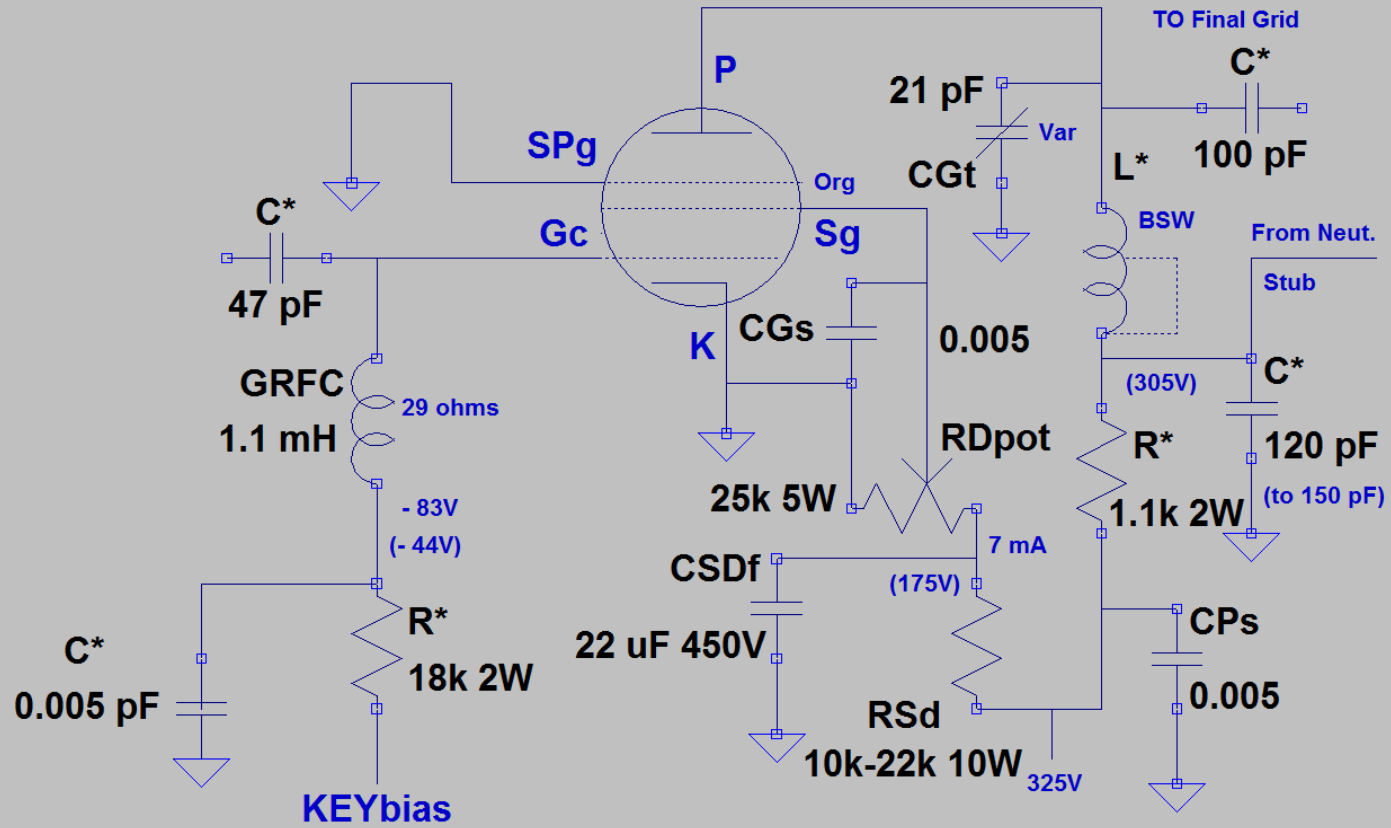 TO Final Grid
P
C*
21 pF
Var
100 pF
SPg
CGt
L*
Org
C*
Gc
Sg
BSW
From Neut.
Stub
47 pF
CGs
0.005
K
(305V)
C*
GRFC
29 ohms
1.1 mH
RDpot
R*
120 pF
(to 150 pF)
25k 5W
1.1k 2W
- 83V
(- 44V)
7 mA
CSDf
(175V)
R*
CPs
C*
22 uF 450V
18k 2W
0.005 pF
0.005
RSd
10k-22k 10W
325V
KEYbias